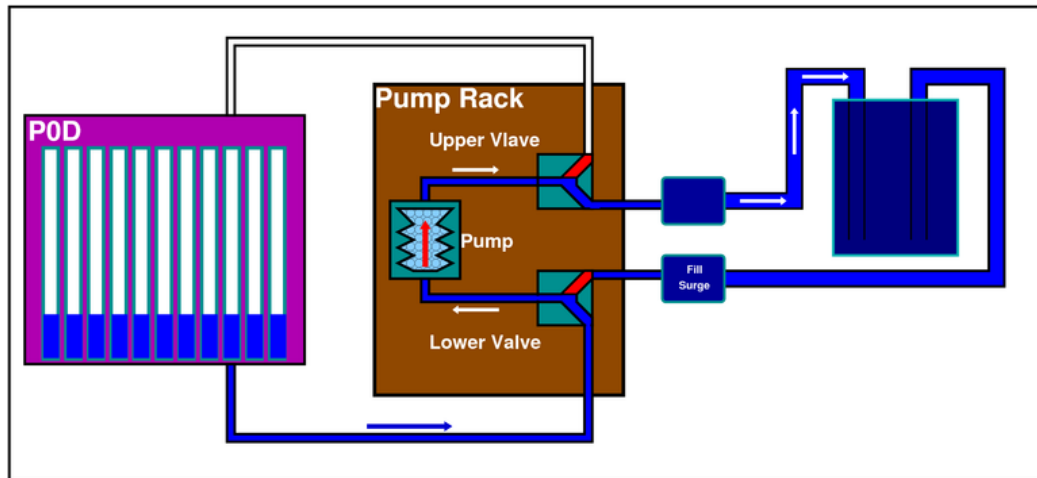 Pump Rack
P0D
Upper Vlave
Pump
Fill
Surge
Lower Valve